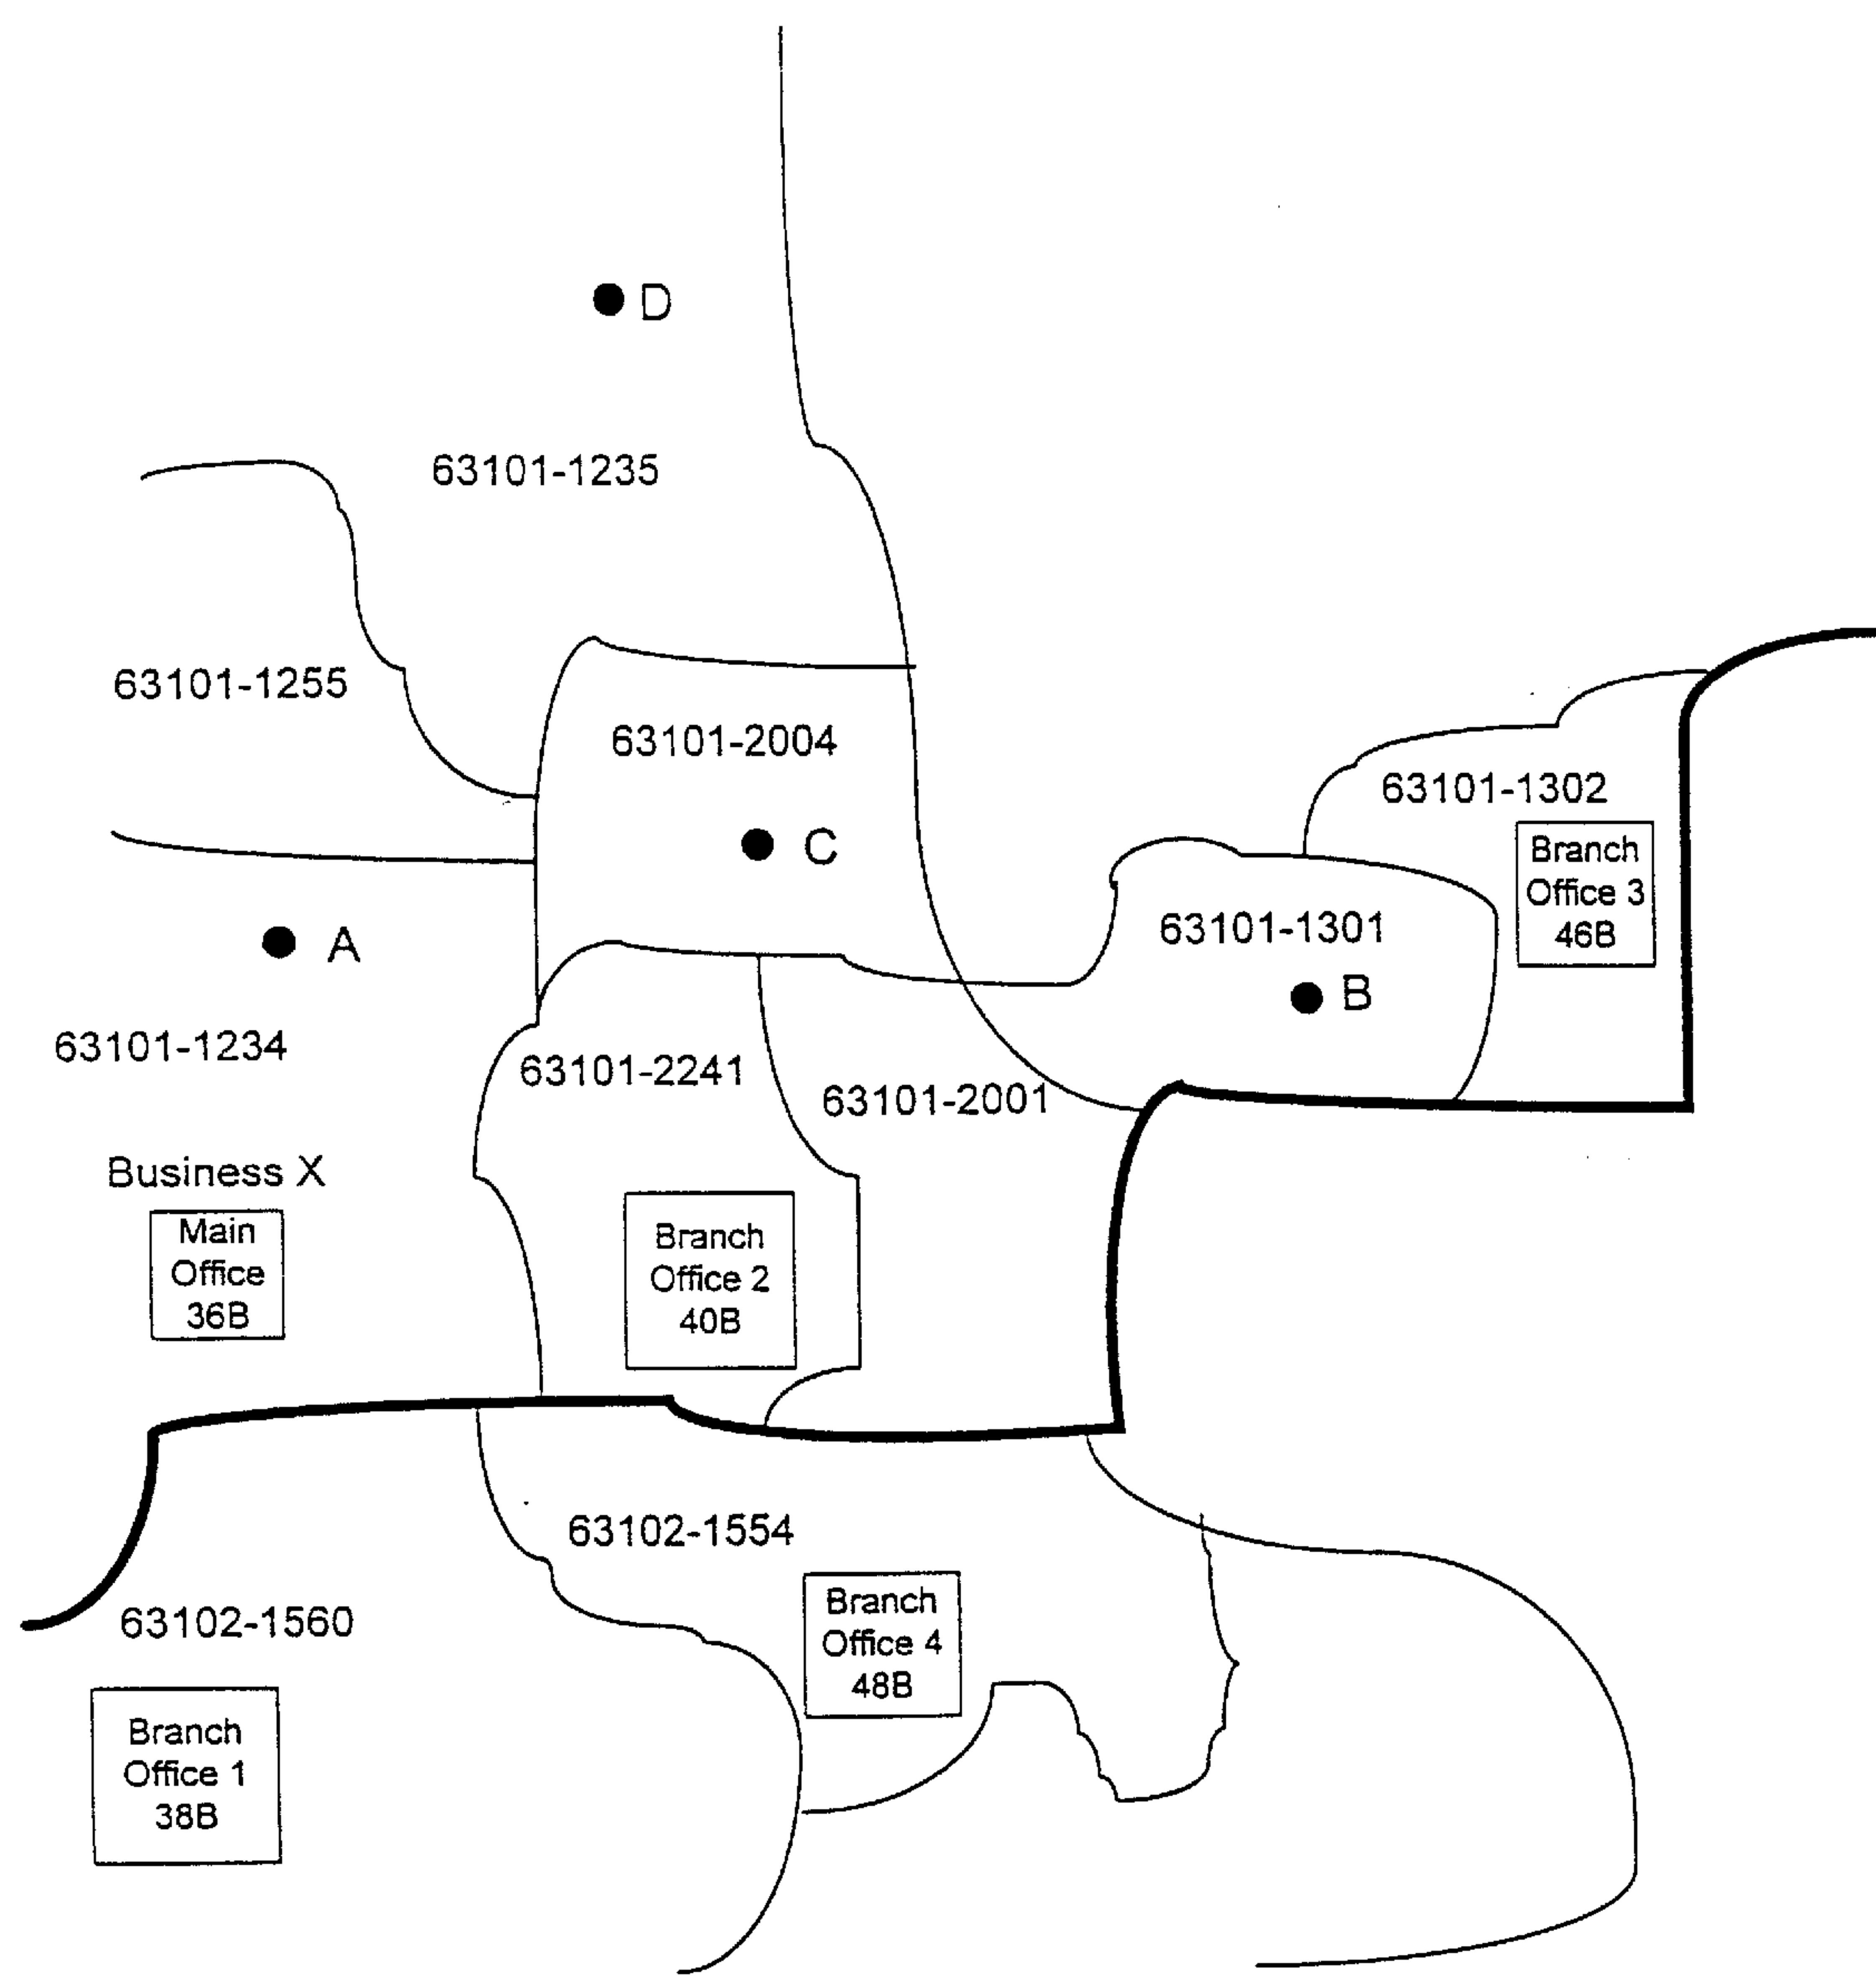 D
63101-1235
63101-1255
63101-2004
63101-1302
C
Branch
Office 3
46B
A
63101-1301
B
63101-1234
63101-2241
63101-2001
Business X
Main
Office
36B
Branch
Office 2
40B
63102-1554
Branch
Office 4
48B
63102-1560
Branch
Office 1
38B